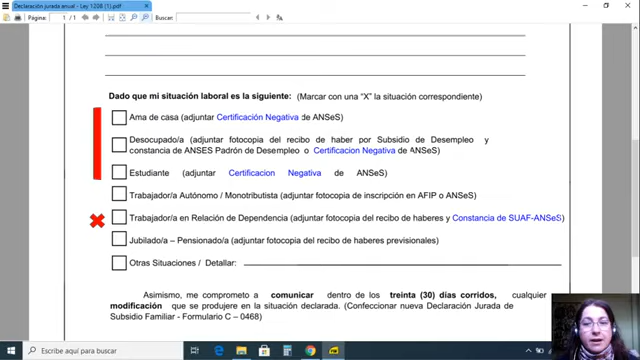 Declaración jurada anual - Ley 1208 (1).pdf
Página: 1 / 1 Buscar:
Dado que mi situación laboral es la siguiente: (Marcar con una "X" la situación correspondiente)
Ama de casa (adjuntar Certificación Negativa de ANSeS)
Desocupado/a (adjuntar fotocopia del recibo de haber por Subsidio de Desempleo y
constancia de ANSES Padrón de Desempleo o Certificacion Negativa de ANSeS)
Estudiante (adjuntar Certificacion Negativa de ANSeS)
Trabajador/a Autónomo / Monotributista (adjuntar fotocopia de inscripción en AFIP o ANSeS)
Trabajador/a en Relación de Dependencia (adjuntar fotocopia del recibo de haberes y Constancia de SUAF-ANSeS)
Jubilado/a – Pensionado/a (adjuntar fotocopia del recibo de haberes previsionales)
Otras Situaciones / Detallar:
Asimismo, me comprometo a comunicar dentro de los treinta (30) días corridos, cualquier
modificación que se produjere en la situación declarada. (Confeccionar nueva Declaración Jurada de
Subsidio Familiar - Formulario C – 0468)
Escribe aquí para buscar